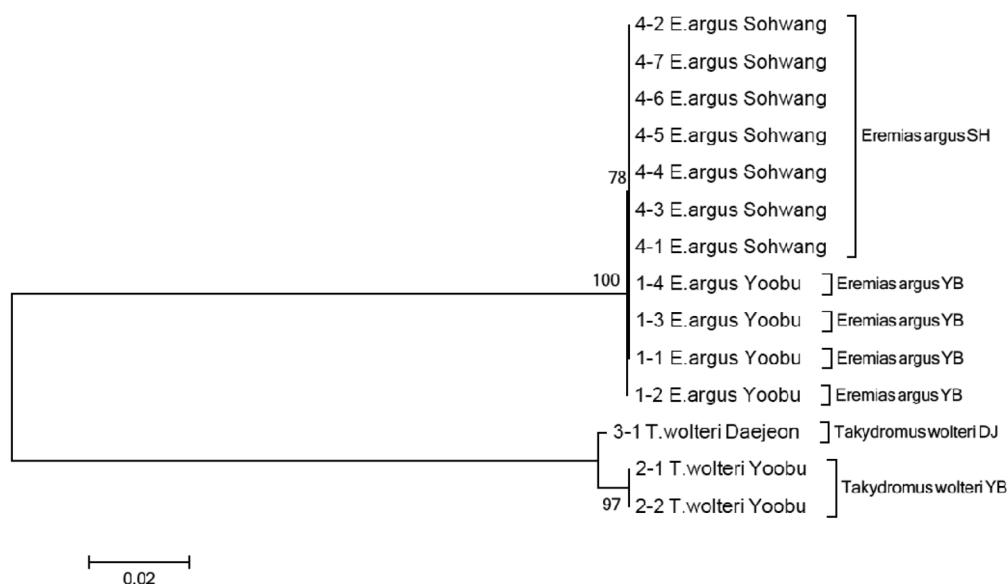 4-2 E.argus Sohwang
4-7 E.argus Sohwang
4-6 E.argus Sohwang
4-5 E.argus Sohwang
Eremias argus SH
4-4 E.argus Sohwang
78
4-3 E.argus Sohwang
4-1 E.argus Sohwang
100
1-4 E.argus Yoobu
Eremias argus YB
1-3 E.argus Yoobu
Eremias argus YB
1-1 E.argus Yoobu
Eremias argus YB
1-2 E.argus Yoobu
Eremias argus YB
3-1 T.wolteri Daejeon
Takydromus wolteri DJ
2-1 T.wolteri Yoobu
Takydromus wolteri YB
97
2-2 T.wolteri Yoobu
0.02